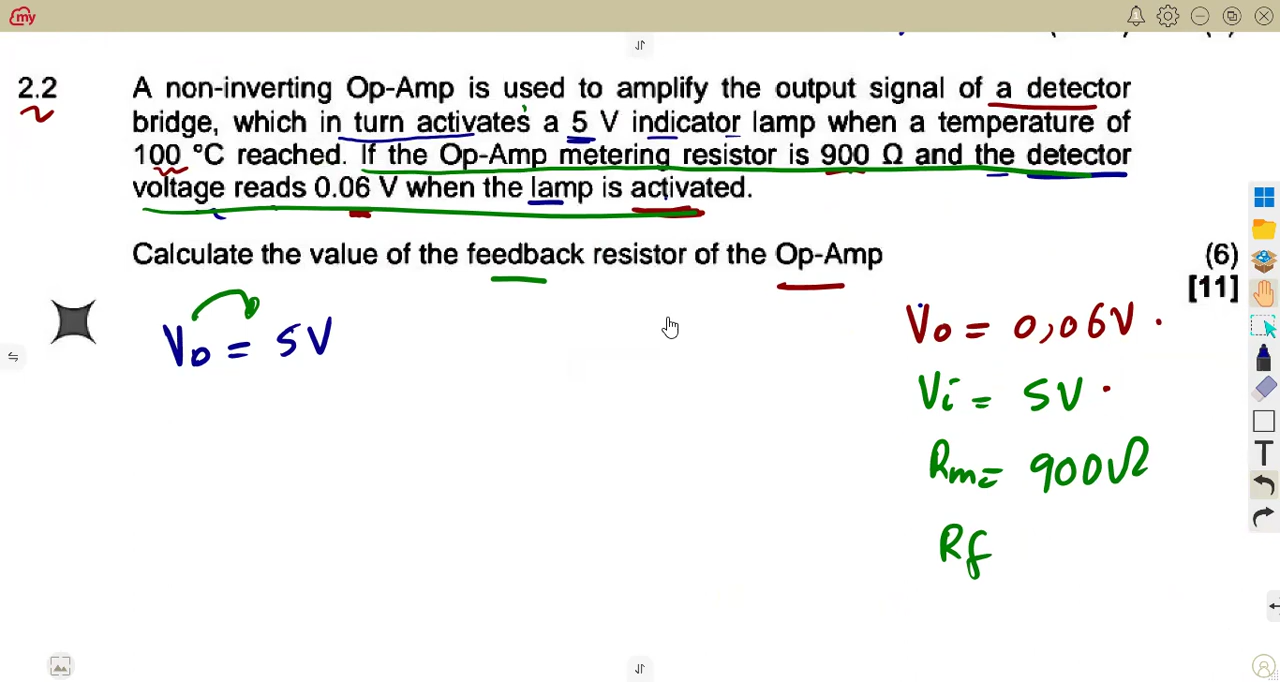 my
2.2 A non-inverting Op-Amp is used to amplify the output signal of a detector
bridge, which in turn activates a 5 V indicator lamp when a temperature of
100 °C reached. If the Op-Amp metering resistor is 900 Ω and the detector
voltage reads 0.06 V when the lamp is activated.
Calculate the value of the feedback resistor of the Op-Amp (6)
[11]
Vo = 5V
Vo = 0,06V
Vi = 5V
Rm = 900Ω
Rf
T